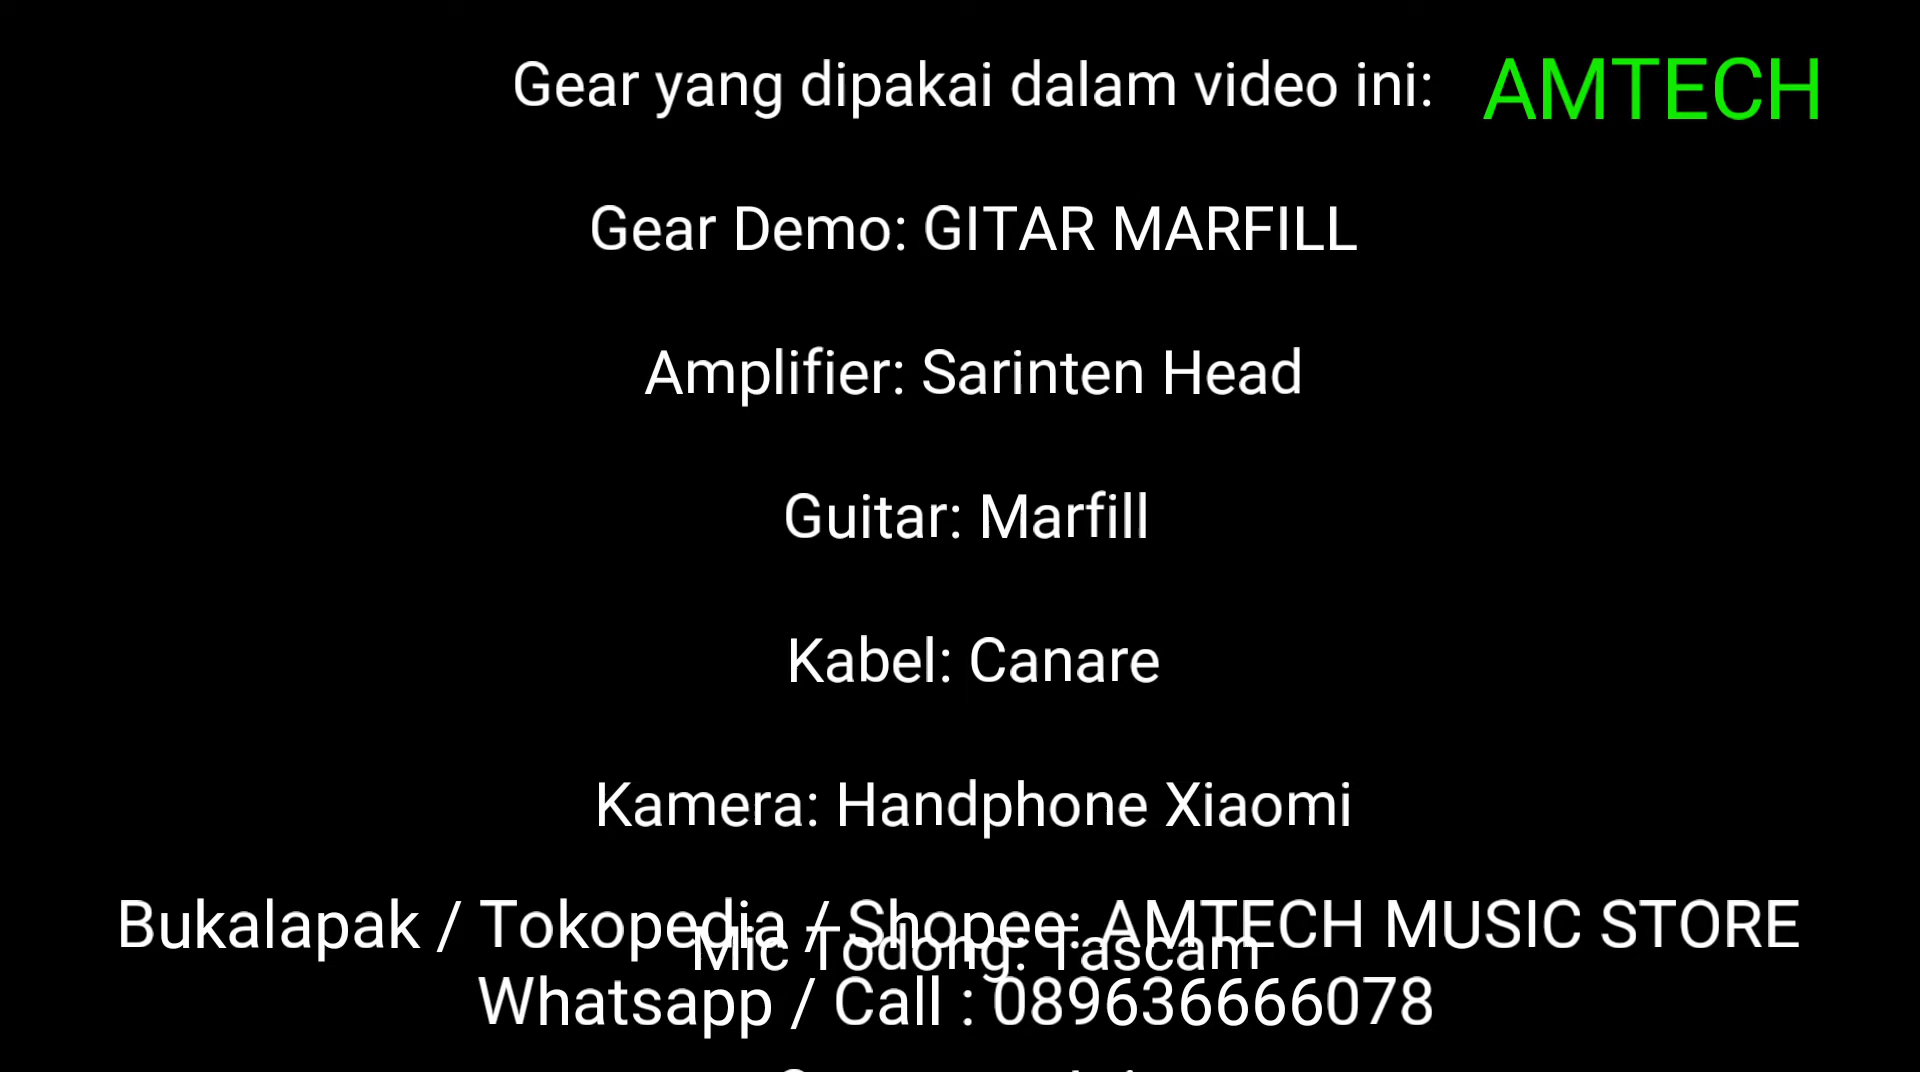 Gear yang dipakai dalam video ini:
AMTECH
Gear Demo: GITAR MARFILL
Amplifier: Sarinten Head
Guitar: Marfill
Kabel: Canare
Kamera: Handphone Xiaomi
Bukalapak / Tokopedia / Shopee: AMTECH MUSIC STORE
Mic Todong: Tascam
Whatsapp / Call : 089636666078